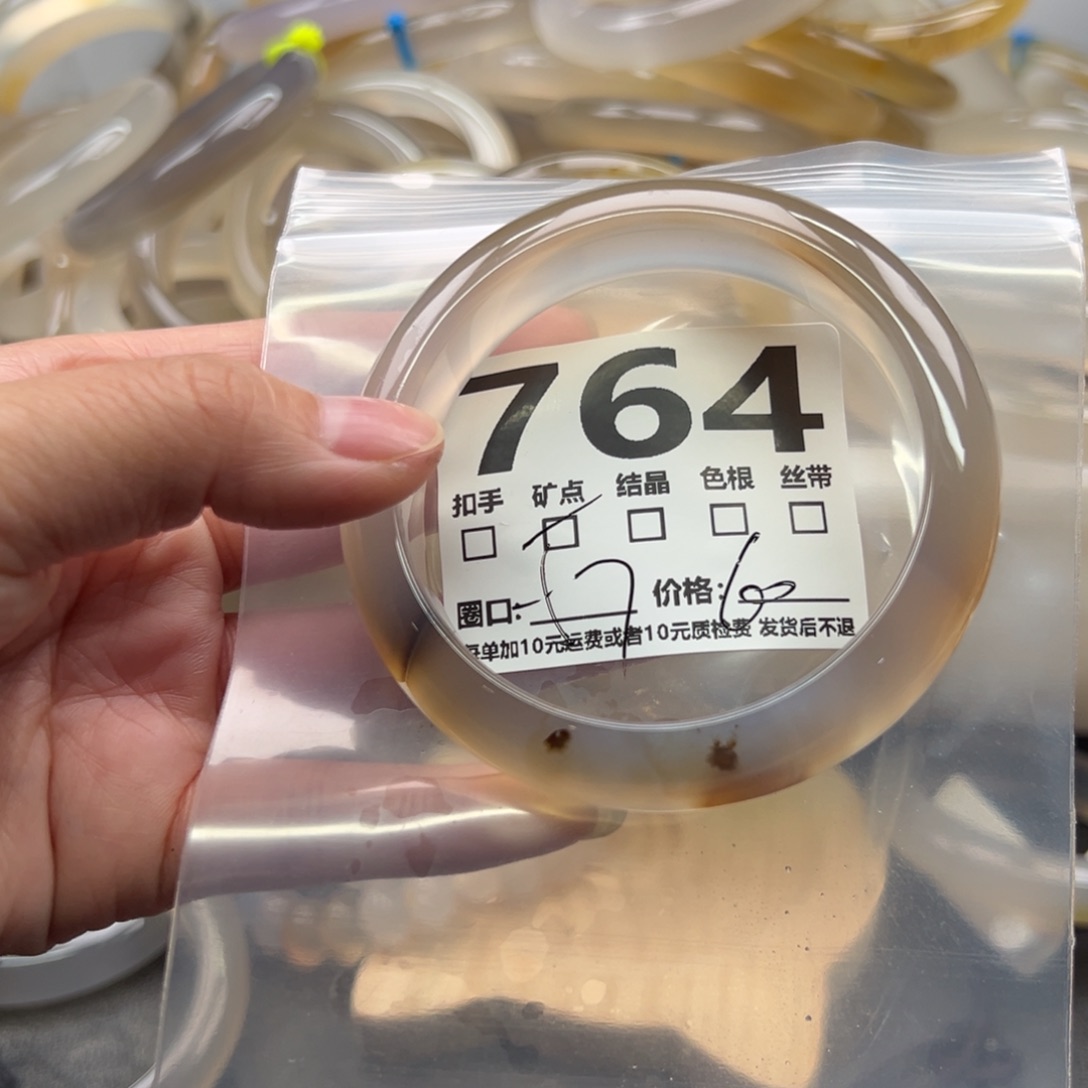 764
扣手 矿点 结晶 色根 丝带
圈口: 57 价格: 60
每单加10元运费或者10元质检费 发货后不退